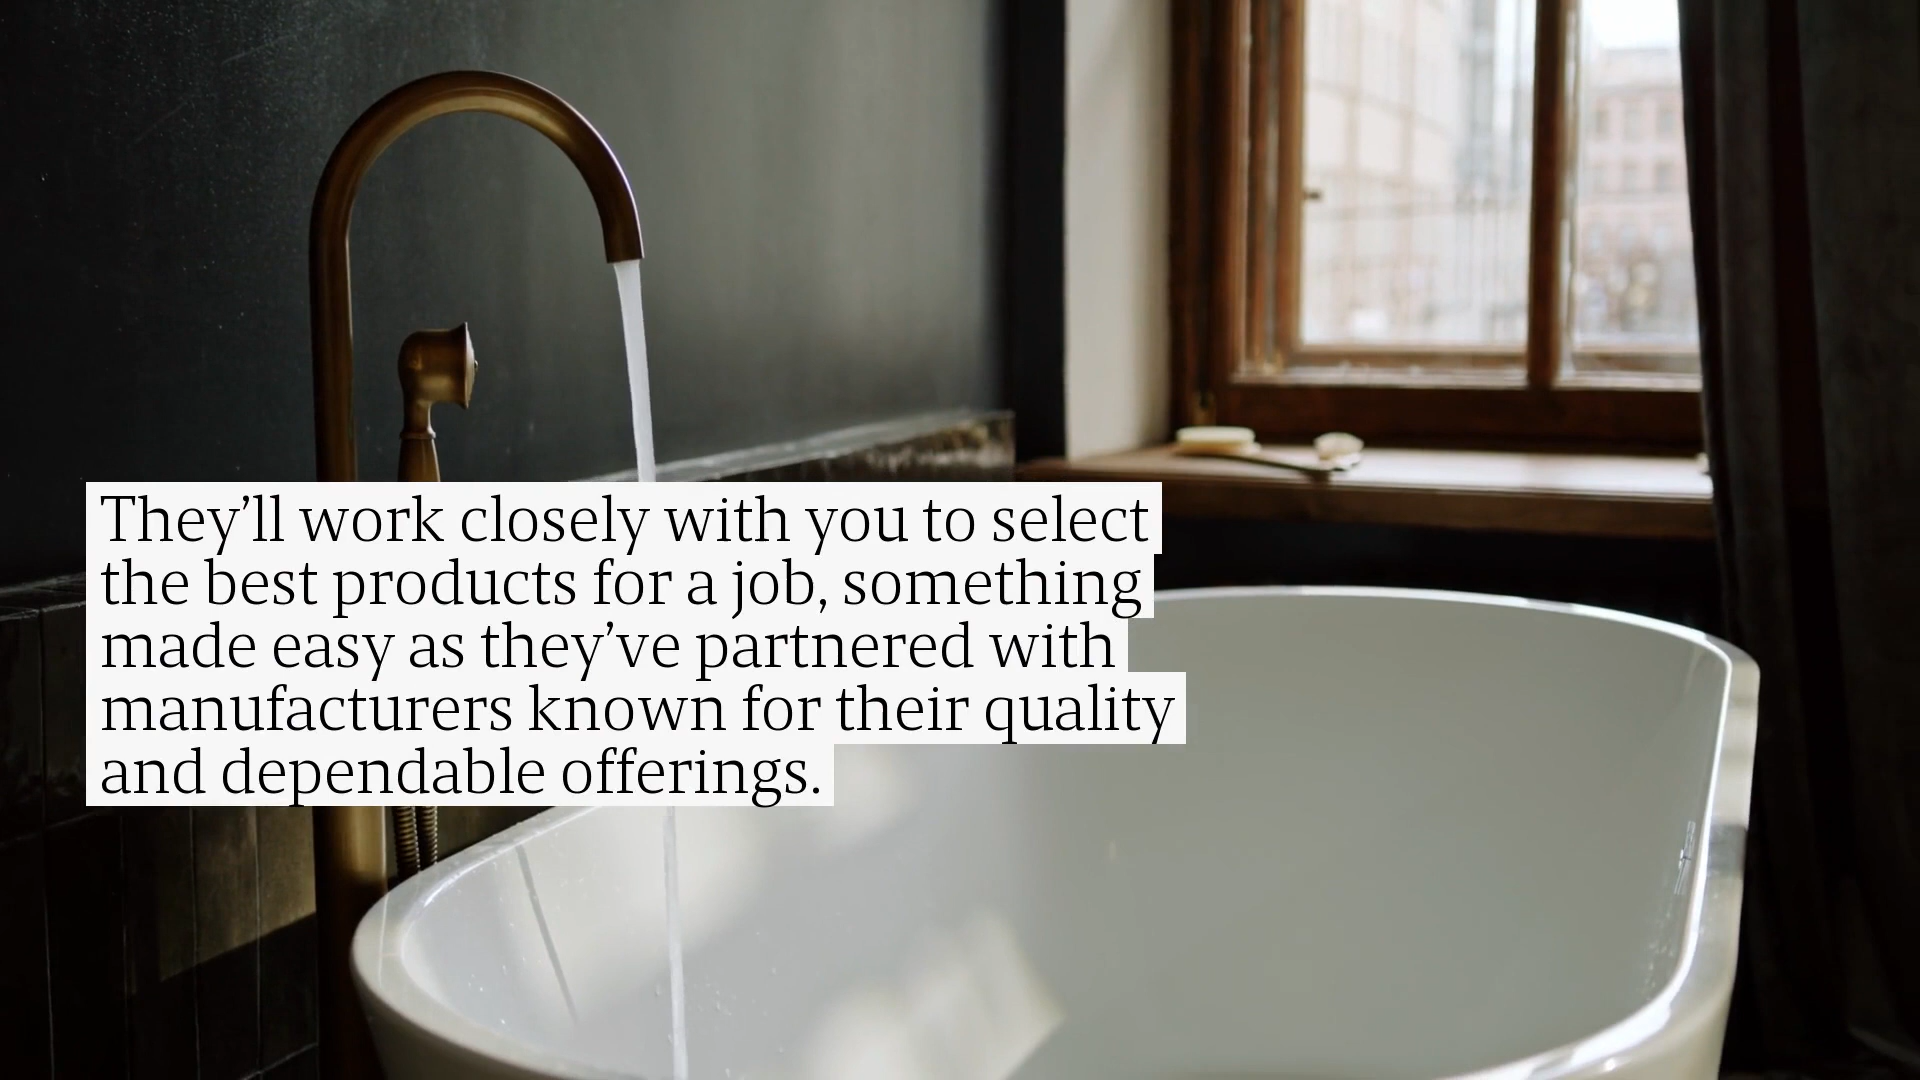 They’ll work closely with you to select
the best products for a job, something
made easy as they’ve partnered with
manufacturers known for their quality
and dependable offerings.